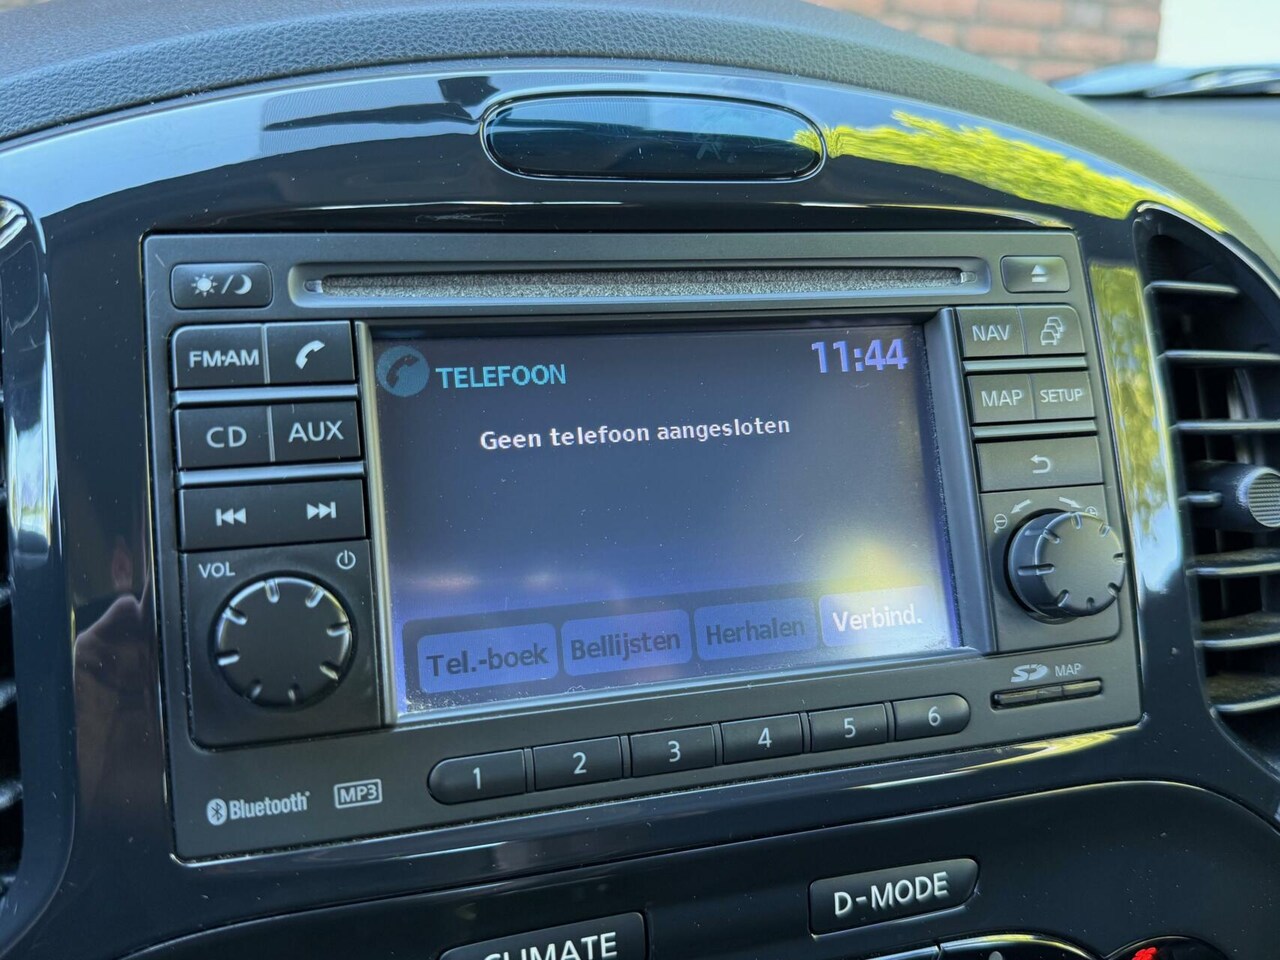 FM·AM
CD
AUX
VOL
TELEFOON
11:44
Geen telefoon aangesloten
Tel.-boek
Bellijsten
Herhalen
Verbind.
NAV
MAP
SETUP
SD
MAP
1
2
3
4
5
6
Bluetooth®
MP3
D-MODE
CLIMATE